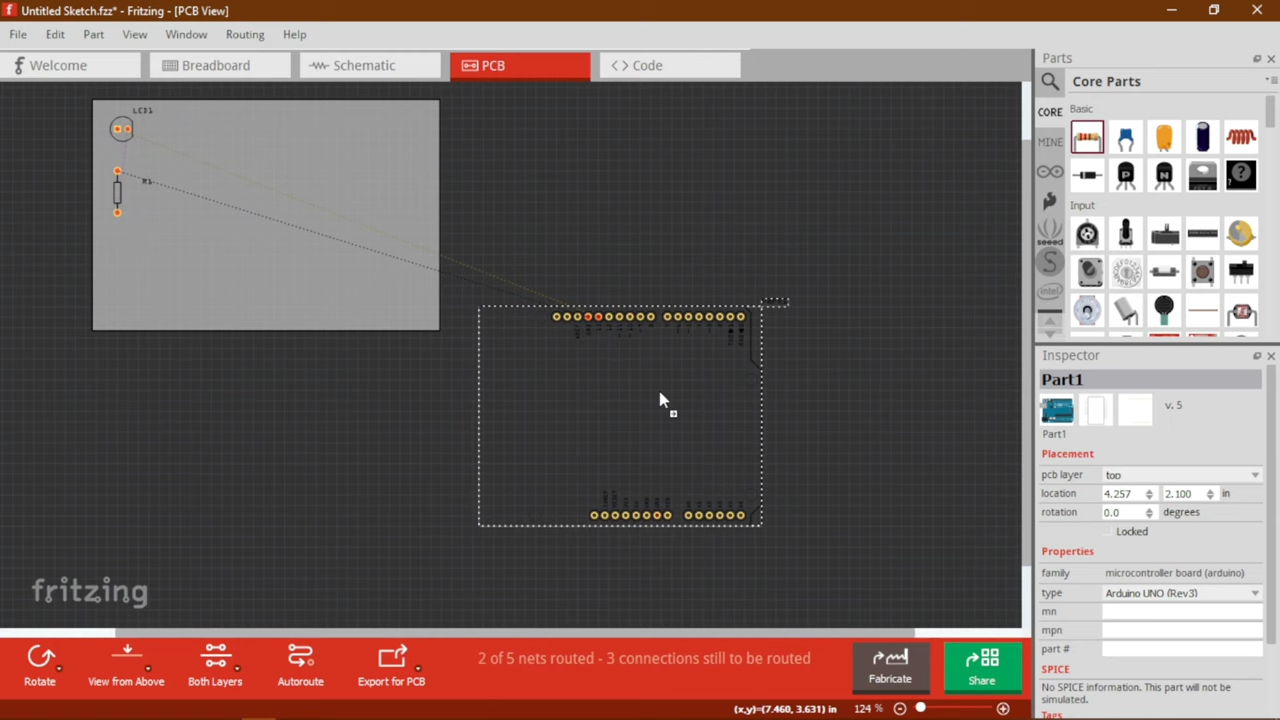 Untitled Sketch.fzz* - Fritzing - [PCB View]
File Edit Part View Window Routing Help
Welcome Breadboard Schematic PCB Code
Parts
Core Parts
CORE
Basic
MINE
P N ?
Input
seeed
intel
LED1
R1
fritzing
Inspector
Part1
v. 5
Part1
Placement
pcb layer top
location 4.257 2.100 in
rotation 0.0 degrees
Locked
Properties
family microcontroller board (arduino)
type Arduino UNO (Rev3)
mn
mpn
part #
SPICE
No SPICE information. This part will not be
simulated.
Tags
Rotate View from Above Both Layers Autoroute Export for PCB
2 of 5 nets routed - 3 connections still to be routed
Fabricate Share
(x,y)=(7.460, 3.631) in 124 %